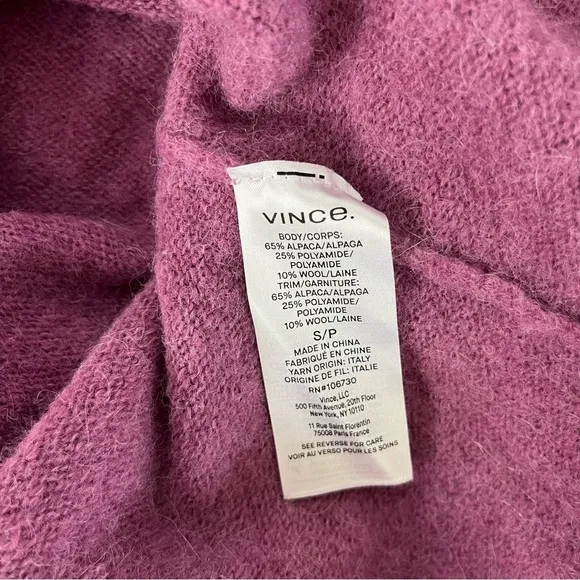 VINCe.
BODY/CORPS:
65% ALPACA/ALPAGA
25% POLYAMIDE/
POLYAMIDE
10% WOOL/LAINE
TRIM/GARNITURE:
65% ALPACA/ALPAGA
25% POLYAMIDE/
POLYAMIDE
10% WOOL/LAINE
S/P
MADE IN CHINA
FABRIQUÉ EN CHINE
YARN ORIGIN: ITALY
ORIGINE DE FIL: ITALIE
RN#106730
Vince, LLC
500 Fifth Avenue, 20th Floor
New York, NY 10110
11 Rue Saint Florentin
75008 Paris France
SEE REVERSE FOR CARE
VOIR AU VERSO POUR LES SOINS